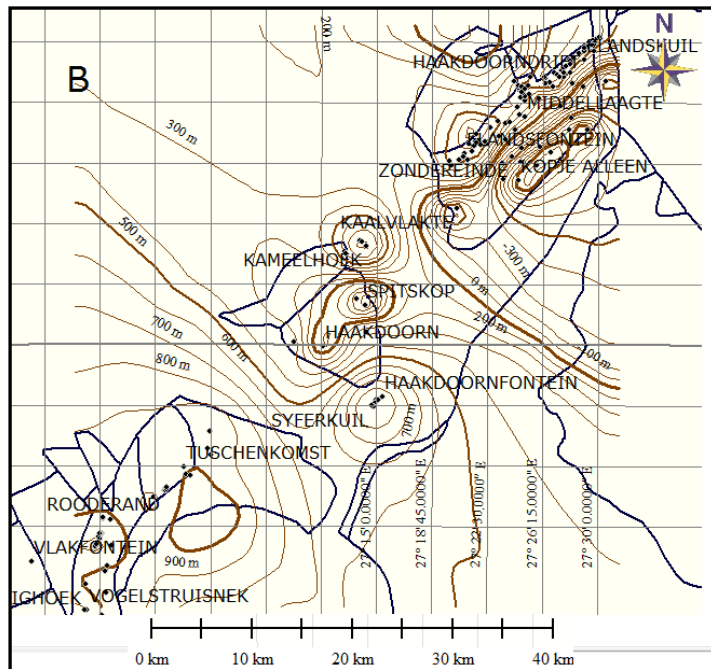 200 m
N
ELANDSHUIL
HAAKDOORNDRIFT
B
MIDDELLAAGTE
300 m
ELANDSFONTEIN
ZONDEREINDE
KOPJE ALLEEN
500 m
KAALVLAKTE
KAMEELHOEK
-300 m
0 m
SPITSKOP
700 m
600 m
200 m
HAAKDOORN
800 m
HAAKDOORNFONTEIN
SYFERKUIL
700 m
TUSCHENKOMST
27° 15' 0.0000" E
27° 18' 45.0000" E
27° 22' 30.0000" E
27° 26' 15.0000" E
27° 30' 0.0000" E
ROODERAND
VLAKFONTEIN
900 m
IGHOEK
VOGELSTRUISNEK
0 km
10 km
20 km
30 km
40 km